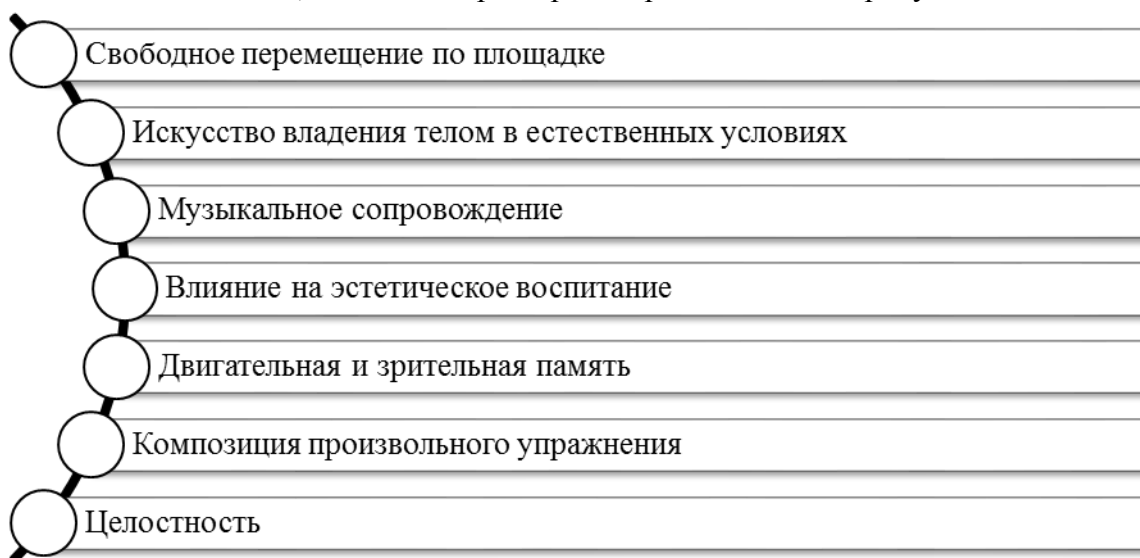 Свободное перемещение по площадке
Искусство владения телом в естественных условиях
Музыкальное сопровождение
Влияние на эстетическое воспитание
Двигательная и зрительная память
Композиция произвольного упражнения
Целостность